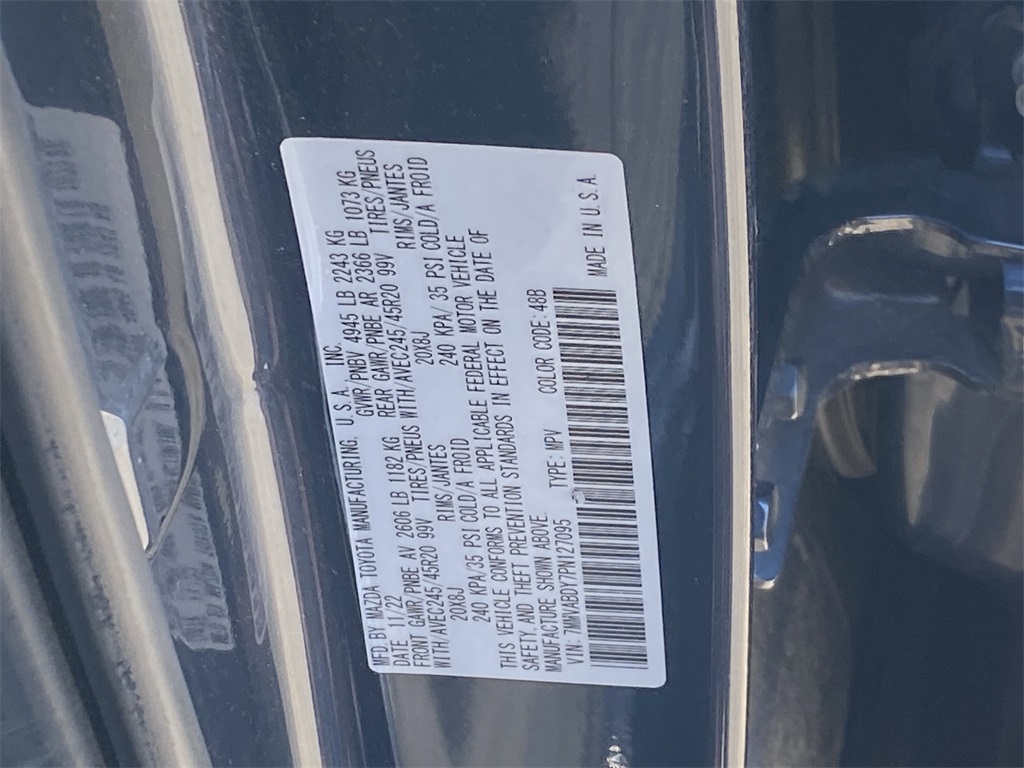 MFD. BY MAZDA TOYOTA MANUFACTURING, U.S.A., INC.
DATE: 11/22 GVWR/PNBV 4945 LB 2243 KG
FRONT GAWR/PNBE AV 2606 LB 1182 KG REAR GAWR/PNBE AR 2366 LB 1073 KG
WITH/AVEC245/45R20 99V TIRES/PNEUS WITH/AVEC245/45R20 99V TIRES PNEUS
20X8J RIMS/JANTES 20X8J RIMS/JANTES
240 KPA/35 PSI COLD/A FROID 240 KPA/35 PSI COLD/A FROID
THIS VEHICLE CONFORMS TO ALL APPLICABLE FEDERAL MOTOR VEHICLE
SAFETY, AND THEFT PREVENTION STANDARDS IN EFFECT ON THE DATE OF
MANUFACTURE SHOWN ABOVE.
VIN: 7MMVABDY7PN127095 TYPE: MPV COLOR CODE: 48B
MADE IN U.S.A.